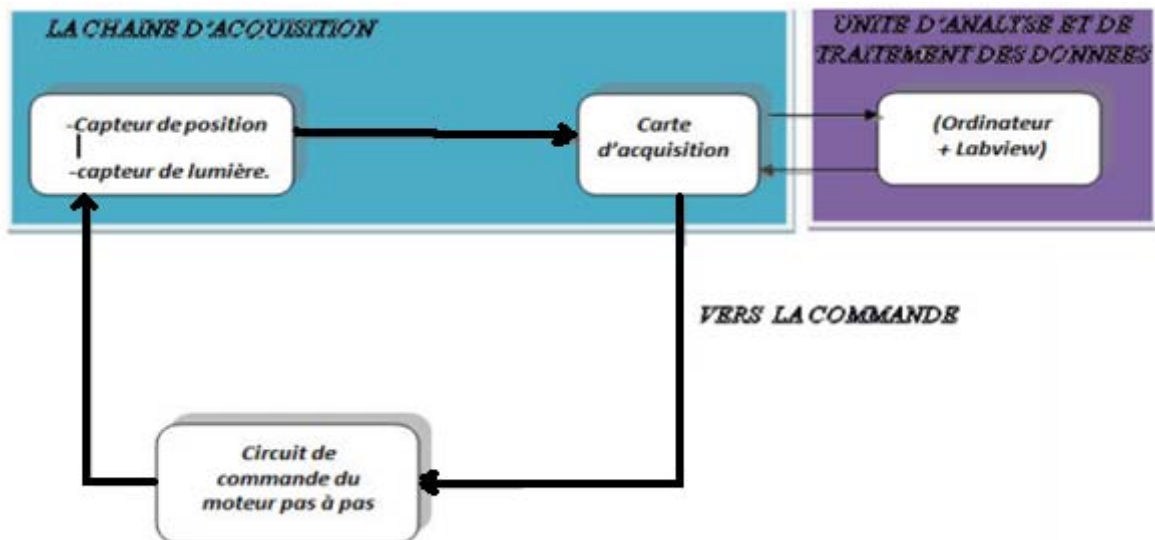 LA CHAINE D'ACQUISITION
UNITE D'ANALYSE ET DE
TRAITEMENT DES DONNEES
-Capteur de position
-capteur de lumière.
Carte
d'acquisition
(Ordinateur
+ Labview)
VERS LA COMMANDE
Circuit de
commande du
moteur pas à pas